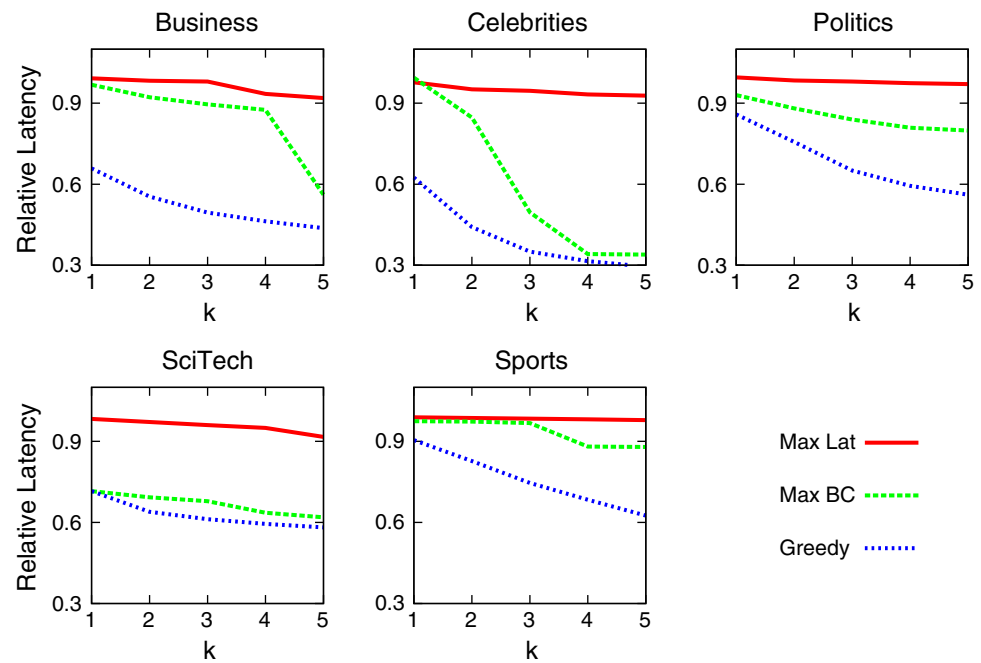 Business
Celebrities
Politics
Relative Latency
0.9
0.6
0.3
1 2 3 4 5
k
0.9
0.6
0.3
1 2 3 4 5
k
0.9
0.6
0.3
1 2 3 4 5
k
SciTech
Sports
Relative Latency
0.9
0.6
0.3
1 2 3 4 5
k
0.9
0.6
0.3
1 2 3 4 5
k
Max Lat
Max BC
Greedy